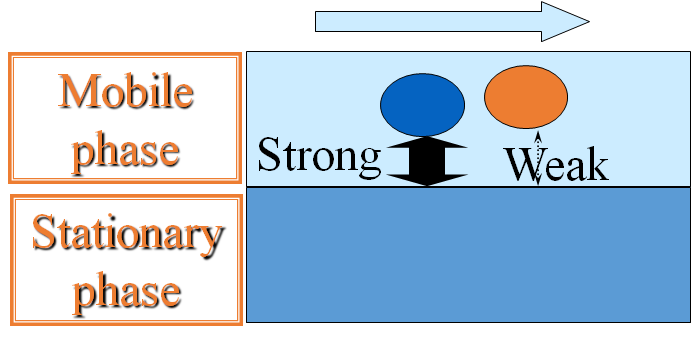 Mobile
phase
Strong
Weak
Stationary
phase